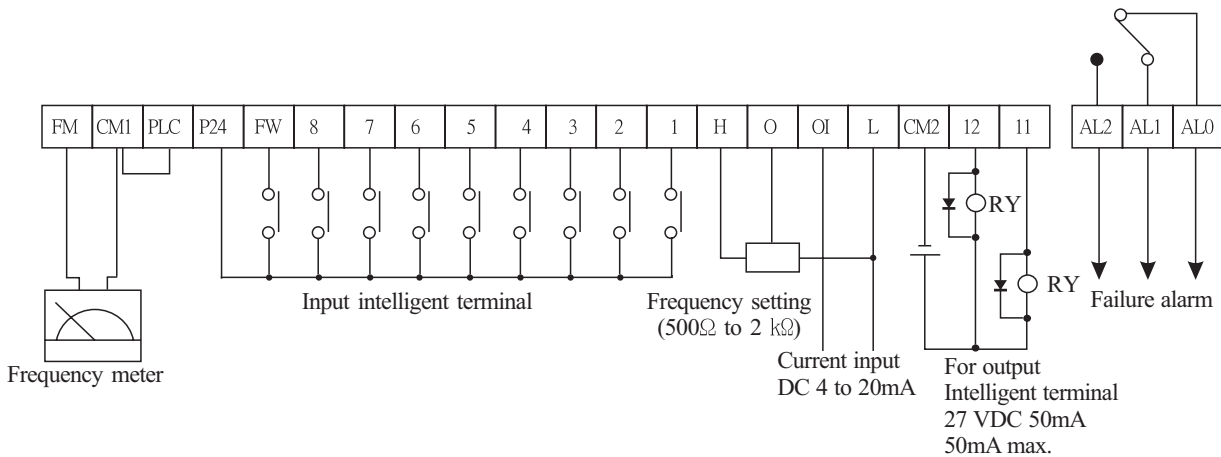 FM CM1 PLC P24 FW 8 7 6 5 4 3 2 1 H O OI L CM2 12 11 AL2 AL1 AL0
RY
RY
Input intelligent terminal
Frequency setting
(500Ω to 2 kΩ)
Failure alarm
Frequency meter
Current input
DC 4 to 20mA
For output
Intelligent terminal
27 VDC 50mA
50mA max.